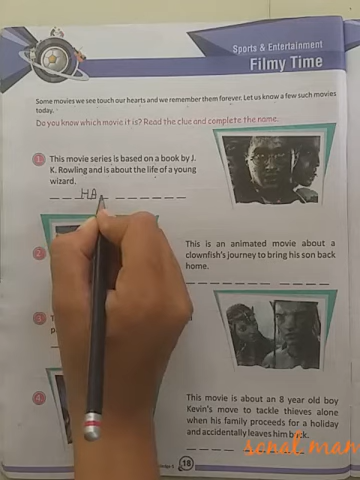 Sports & Entertainment
Filmy Time
Some movies we see touch our hearts and we remember them forever. Let us know a few such movies
today.
Do you know which movie it is? Read the clue and complete the name.
1 This movie series is based on a book by J.
K. Rowling and is about the life of a young
wizard.
HA
2 This is an animated movie about a
clownfish's journey to bring his son back
home.
3
4 This movie is about an 8 year old boy
Kevin's move to tackle thieves alone
when his family proceeds for a holiday
and accidentally leaves him back.
18
sonal man